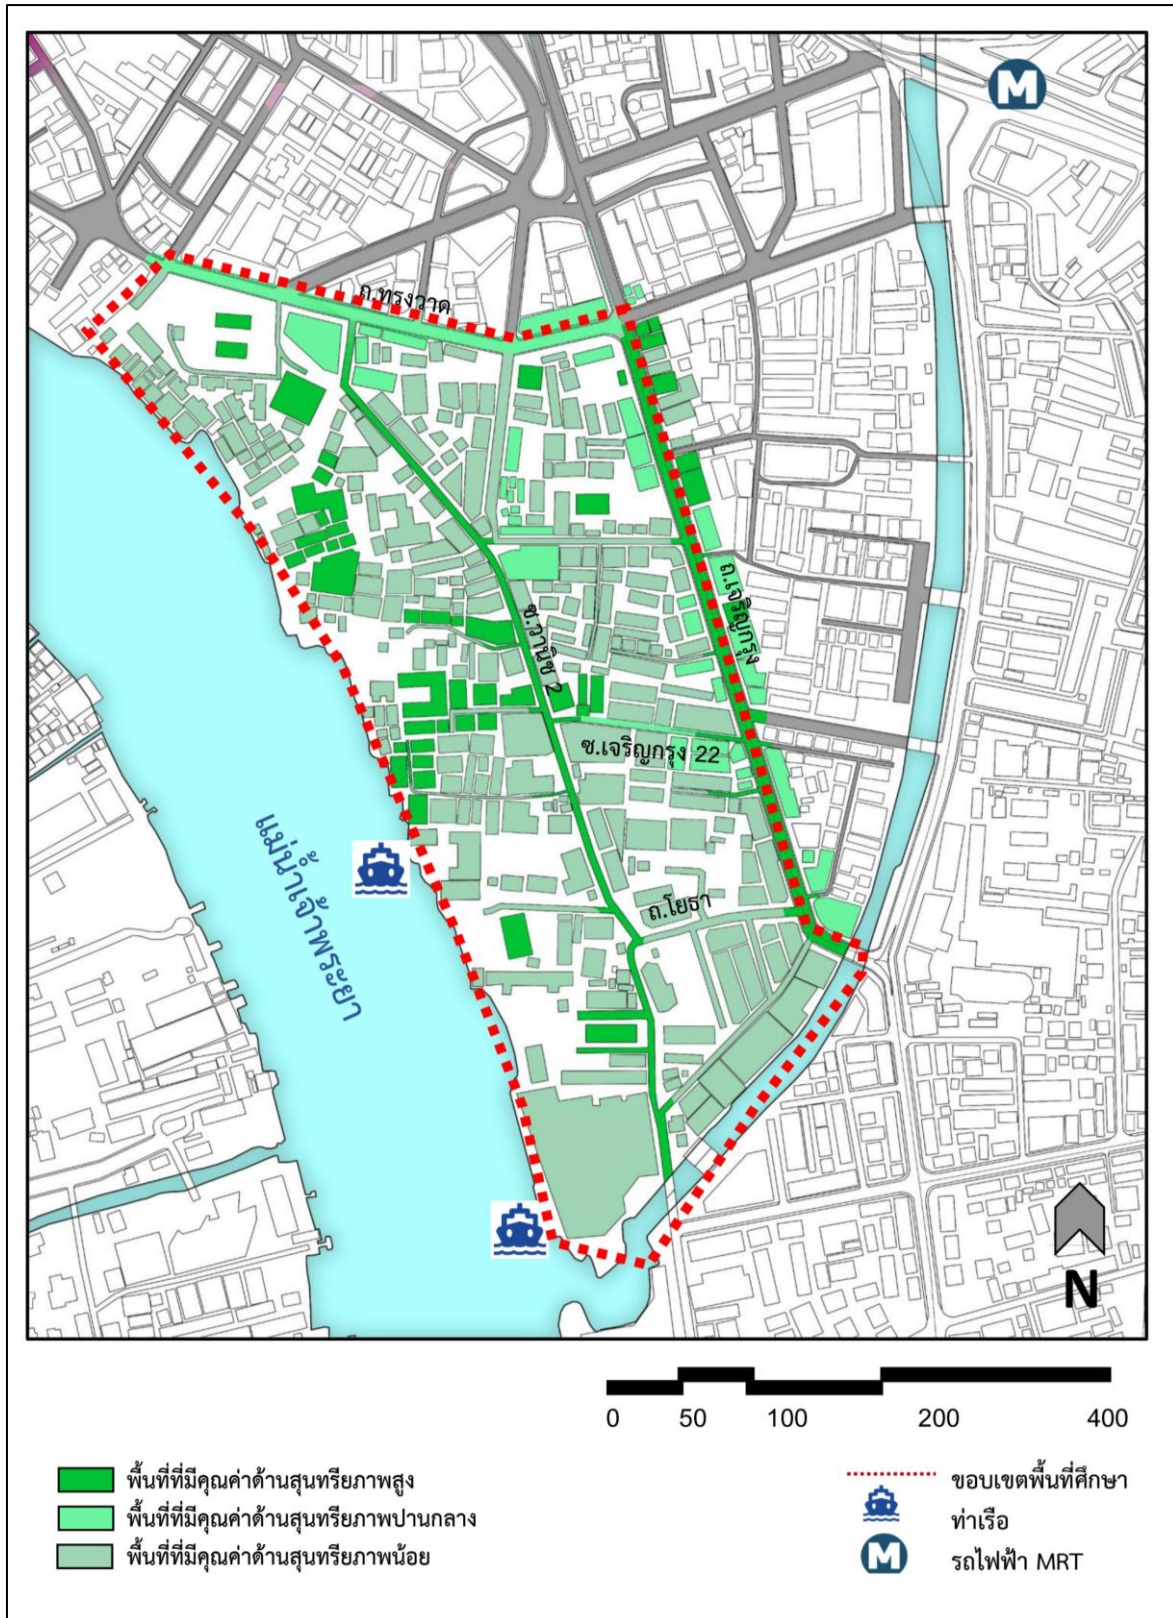 M
ถ.ทรงวาด
ถ.เจริญกรุง
ซ.วานิช 2
ซ.เจริญกรุง 22
แม่น้ำเจ้าพระยา
ถ.โยธา
N
0 50 100 200 400
พื้นที่ที่มีคุณค่าด้านสุนทรียภาพสูง
พื้นที่ที่มีคุณค่าด้านสุนทรียภาพปานกลาง
พื้นที่ที่มีคุณค่าด้านสุนทรียภาพน้อย
ขอบเขตพื้นที่ศึกษา
ท่าเรือ
M รถไฟฟ้า MRT